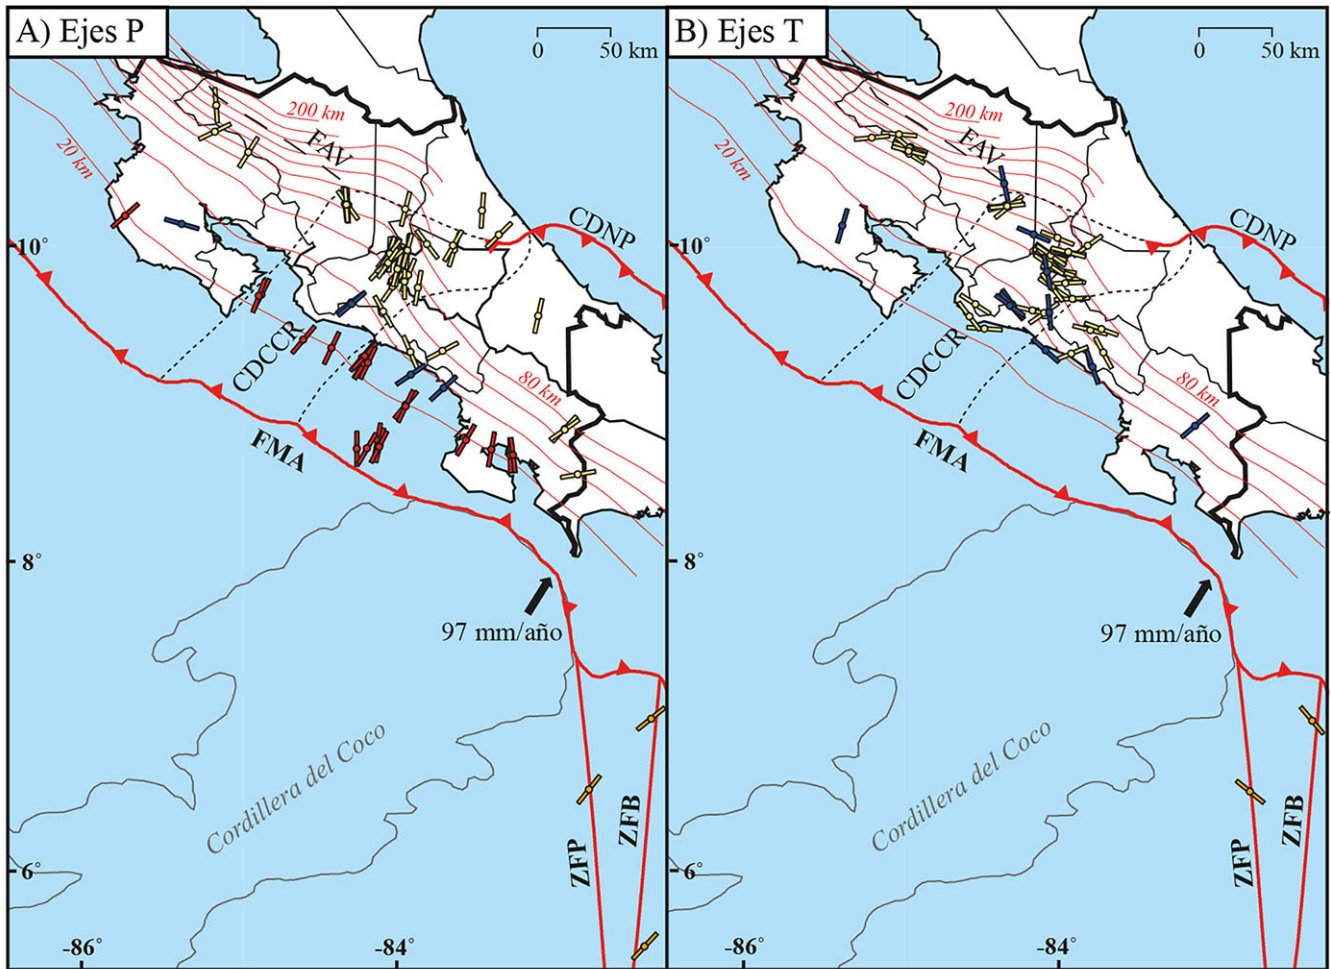 A) Ejes P
0 50 km
200 km
FAV
20 km
CDNP
10°
CDCCR
80 km
FMA
8°
97 mm/año
Cordillera del Coco
ZFP
ZFB
6°
-86°
-84°
B) Ejes T
0 50 km
200 km
FAV
20 km
CDNP
10°
CDCCR
80 km
FMA
8°
97 mm/año
Cordillera del Coco
ZFP
ZFB
6°
-86°
-84°